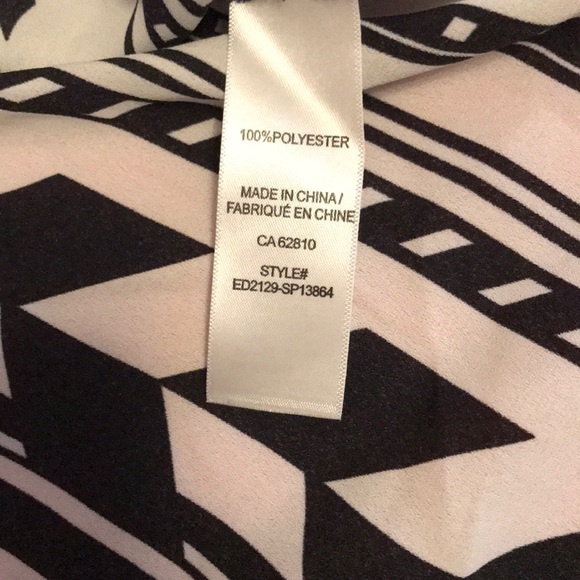 100%POLYESTER
MADE IN CHINA/
FABRIQUÉ EN CHINE
CA 62810
STYLE#
ED2129-SP13864